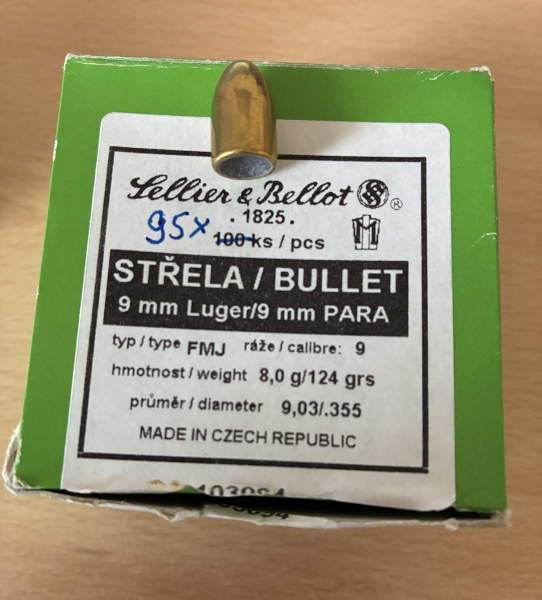 Sellier & Bellot ®
. 1825 .
95x 100 ks / pcs
STŘELA / BULLET
9 mm Luger/9 mm PARA
typ / type FMJ ráže / calibre: 9
hmotnost / weight 8,0 g/124 grs
průměr / diameter 9,03/.355
MADE IN CZECH REPUBLIC